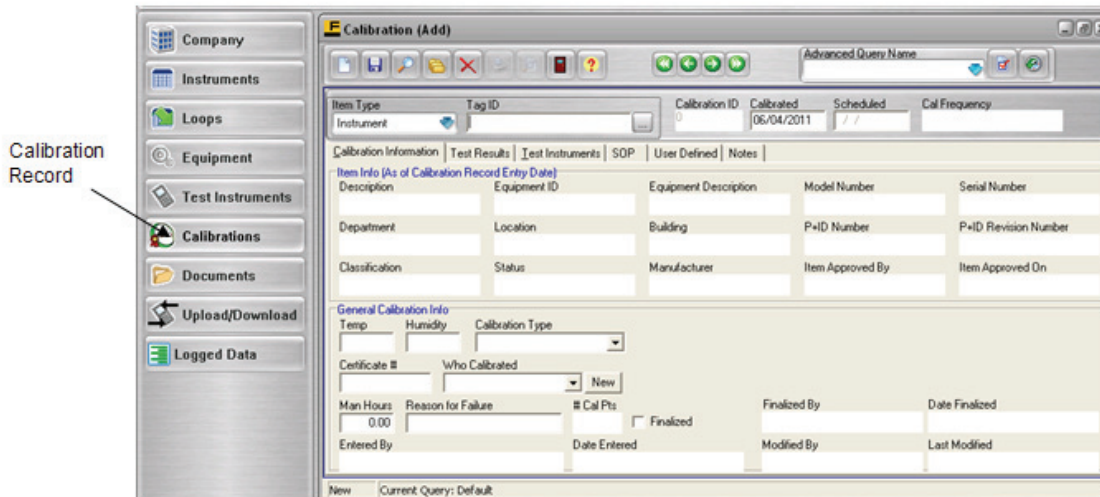 Calibration
Record
Company
Instruments
Loops
Equipment
Test Instruments
Calibrations
Documents
Upload/Download
Logged Data
Calibration (Add)
Advanced Query Name
Item Type
Tag ID
Calibration ID
Calibrated
Scheduled
Cal Frequency
Instrument
0
06/04/2011
/ /
Calibration Information Test Results Test Instruments SOP User Defined Notes
Item Info (As of Calibration Record Entry Date)
Description Equipment ID Equipment Description Model Number Serial Number
Department Location Building P+ID Number P+ID Revision Number
Classification Status Manufacturer Item Approved By Item Approved On
General Calibration Info
Temp Humidity Calibration Type
Certificate # Who Calibrated
New
Man Hours Reason for Failure # Cal Pts Finalized By Date Finalized
0.00 Finalized
Entered By Date Entered Modified By Last Modified
New Current Query: Default